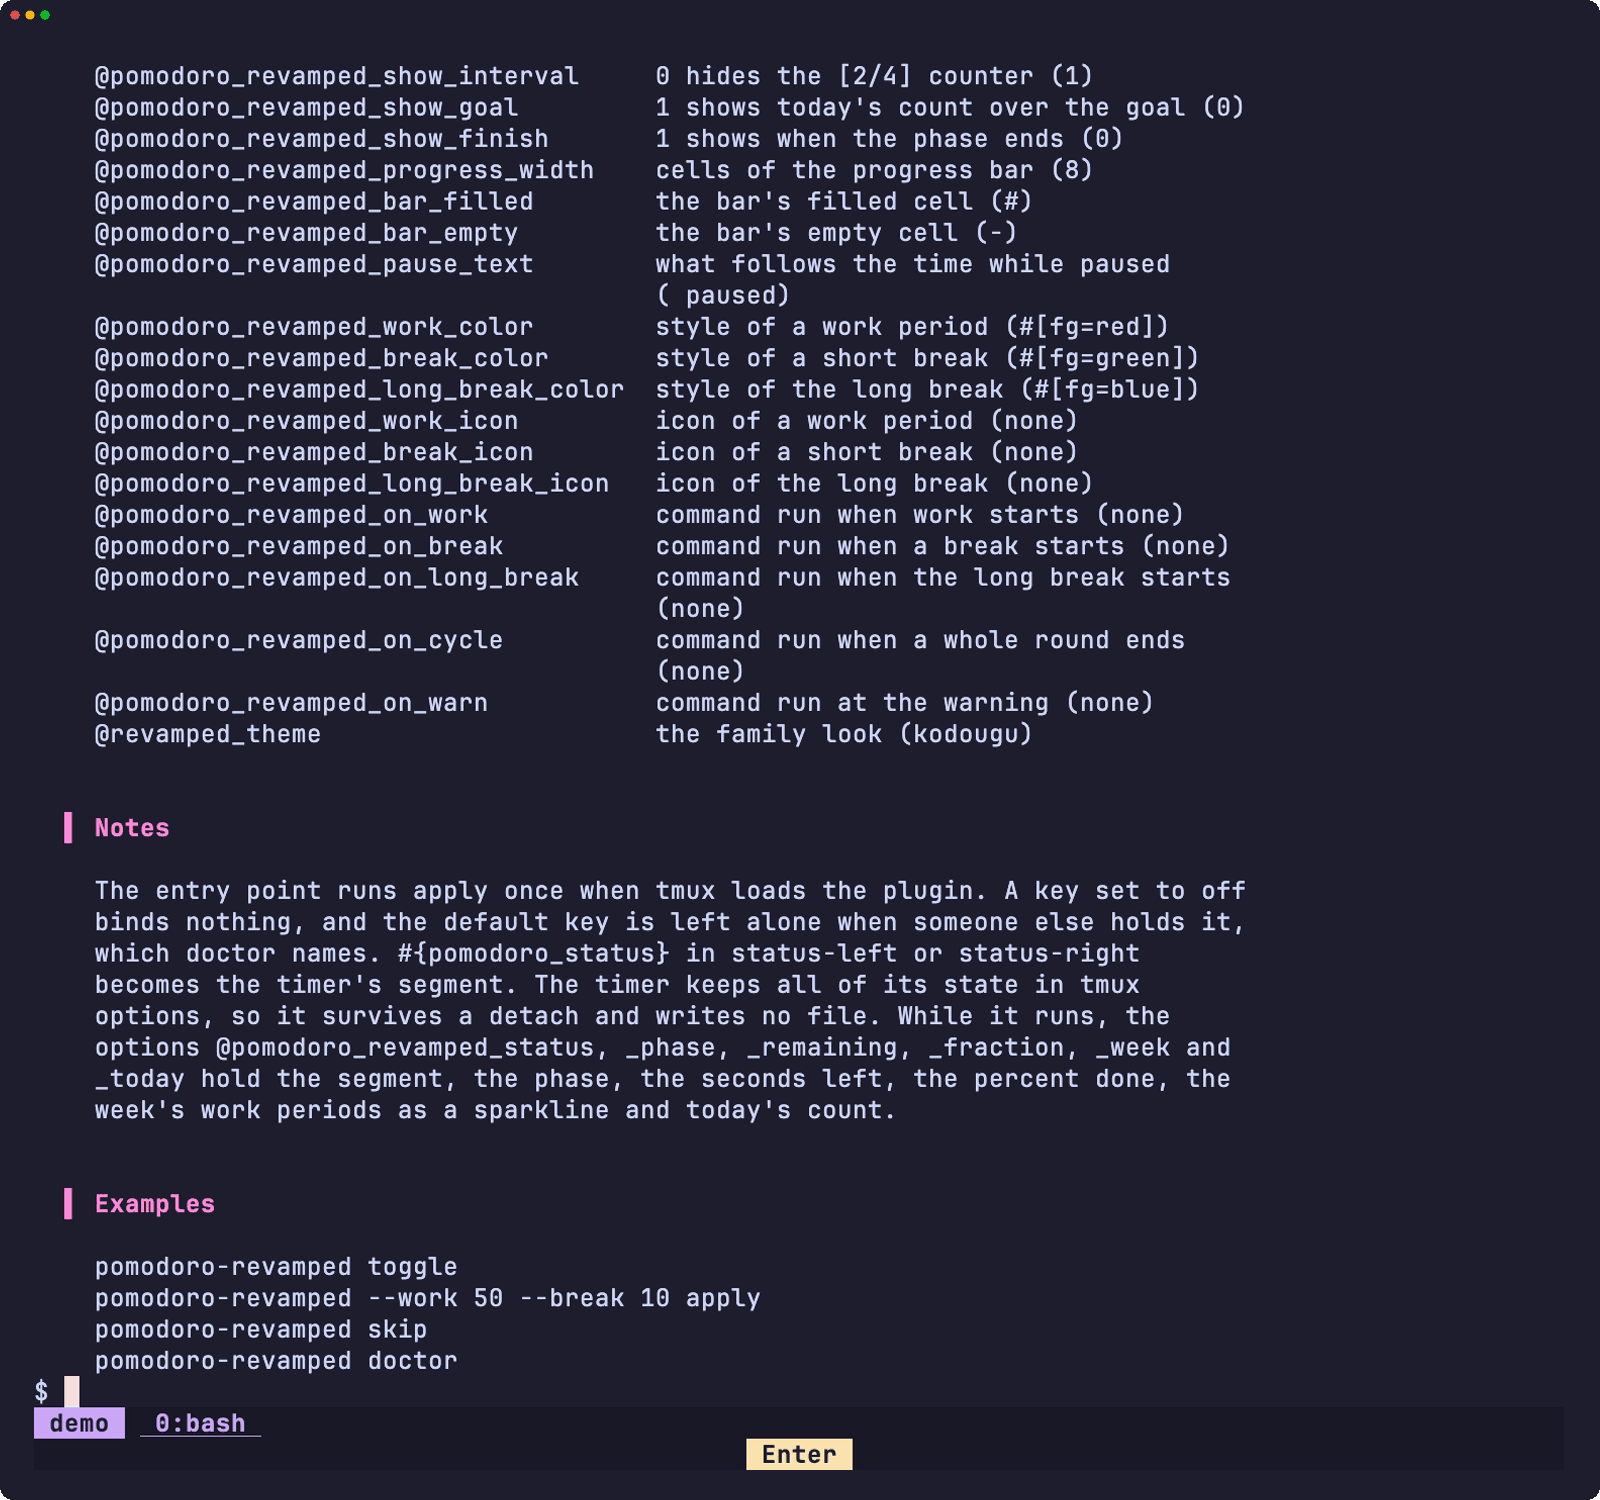 @pomodoro_revamped_show_interval     0 hides the [2/4] counter (1)
@pomodoro_revamped_show_goal         1 shows today's count over the goal (0)
@pomodoro_revamped_show_finish       1 shows when the phase ends (0)
@pomodoro_revamped_progress_width    cells of the progress bar (8)
@pomodoro_revamped_bar_filled        the bar's filled cell (#)
@pomodoro_revamped_bar_empty         the bar's empty cell (-)
@pomodoro_revamped_pause_text        what follows the time while paused
                                     ( paused)
@pomodoro_revamped_work_color        style of a work period (#[fg=red])
@pomodoro_revamped_break_color       style of a short break (#[fg=green])
@pomodoro_revamped_long_break_color  style of the long break (#[fg=blue])
@pomodoro_revamped_work_icon         icon of a work period (none)
@pomodoro_revamped_break_icon        icon of a short break (none)
@pomodoro_revamped_long_break_icon   icon of the long break (none)
@pomodoro_revamped_on_work           command run when work starts (none)
@pomodoro_revamped_on_break          command run when a break starts (none)
@pomodoro_revamped_on_long_break     command run when the long break starts
                                     (none)
@pomodoro_revamped_on_cycle          command run when a whole round ends
                                     (none)
@pomodoro_revamped_on_warn           command run at the warning (none)
@revamped_theme                      the family look (kodougu)
Notes
The entry point runs apply once when tmux loads the plugin. A key set to off
binds nothing, and the default key is left alone when someone else holds it,
which doctor names. #{pomodoro_status} in status-left or status-right
becomes the timer's segment. The timer keeps all of its state in tmux
options, so it survives a detach and writes no file. While it runs, the
options @pomodoro_revamped_status, _phase, _remaining, _fraction, _week and
_today hold the segment, the phase, the seconds left, the percent done, the
week's work periods as a sparkline and today's count.
Examples
pomodoro-revamped toggle
pomodoro-revamped --work 50 --break 10 apply
pomodoro-revamped skip
pomodoro-revamped doctor
$
demo 0:bash
Enter